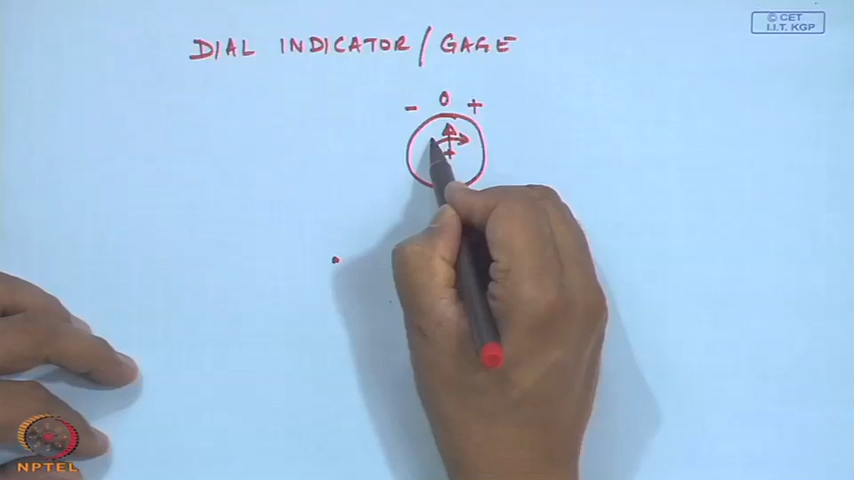 © CET
I.I.T. KGP
DIAL INDICATOR / GAGE
- 0 +
NPTEL